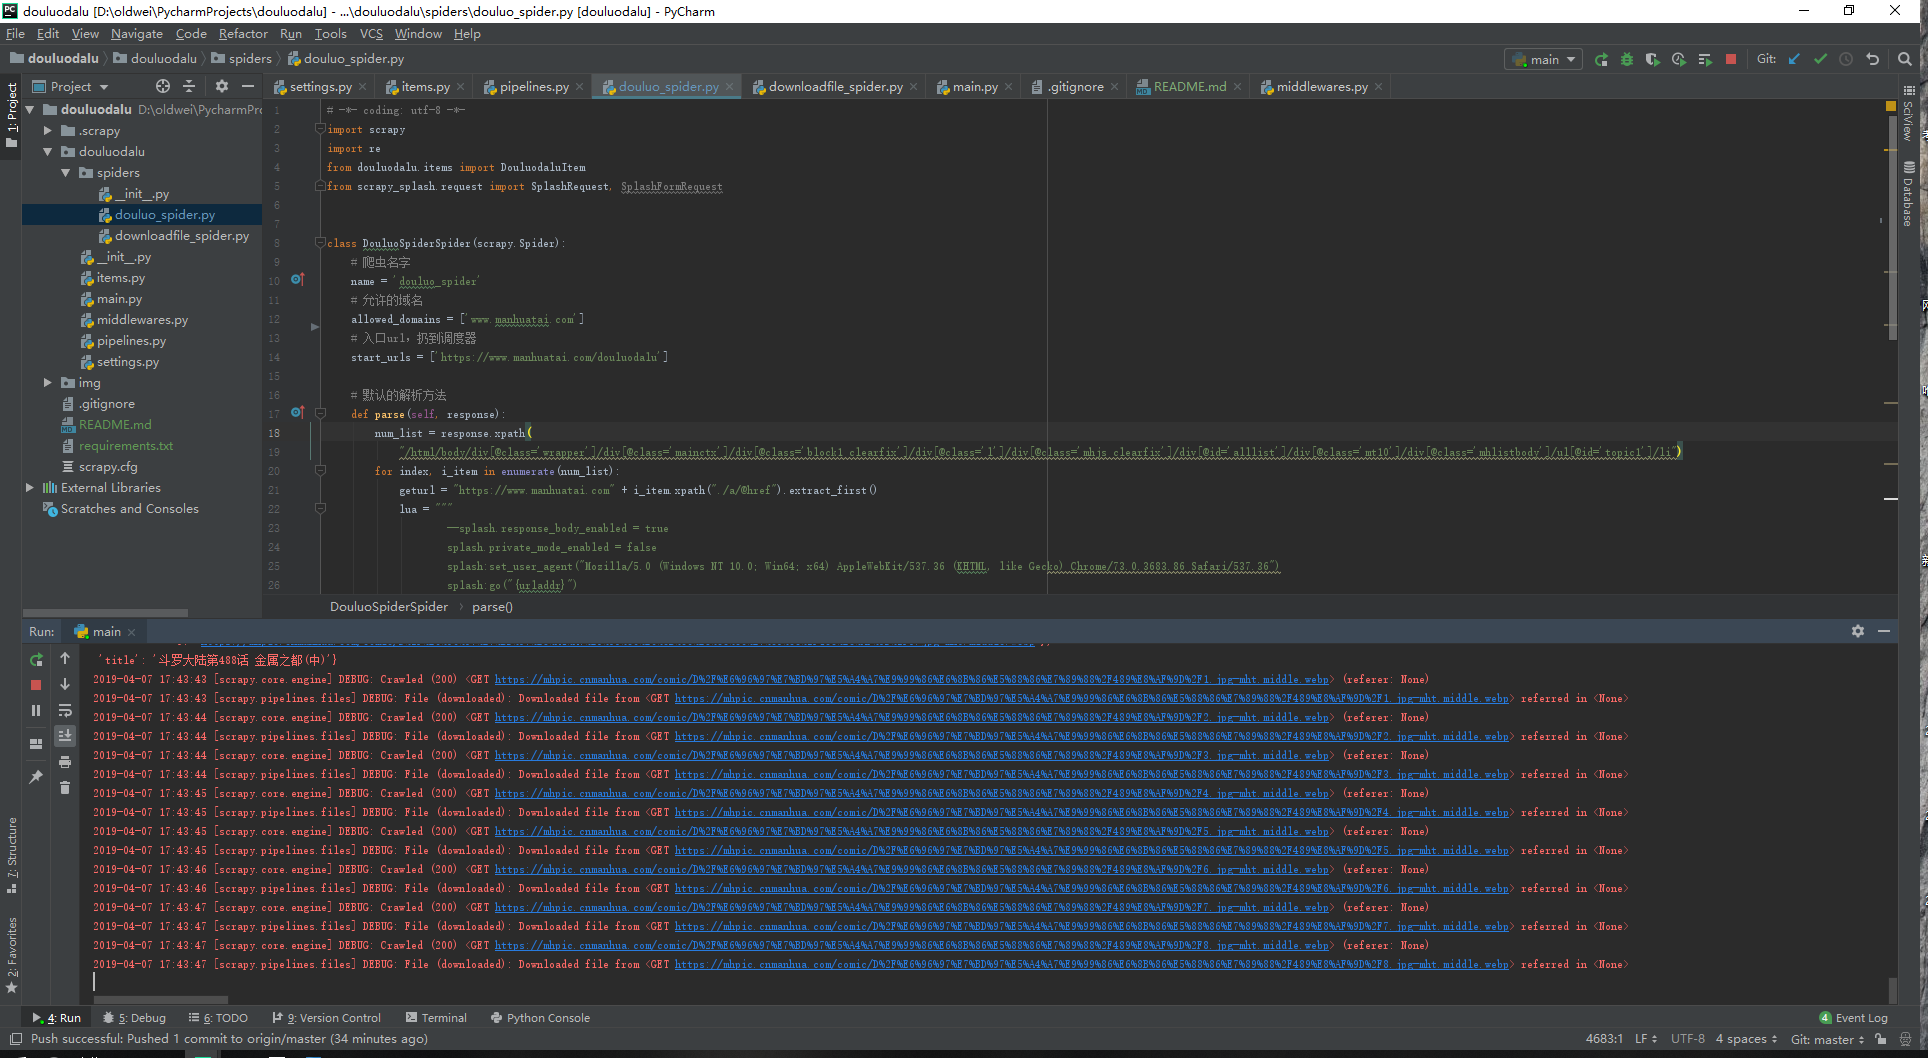 douluodalu [D:\oldwei\PycharmProjects\douluodalu] - ...\douluodalu\spiders\douluo_spider.py [douluodalu] - PyCharm
File Edit View Navigate Code Refactor Run Tools VCS Window Help
douluodalu douluodalu spiders douluo_spider.py main Git:
Project settings.py items.py pipelines.py douluo_spider.py downloadfile_spider.py main.py .gitignore README.md middlewares.py
1: Project
douluodalu D:\oldwei\PycharmPro
.scrapy
douluodalu
spiders
__init__.py
douluo_spider.py
downloadfile_spider.py
__init__.py
items.py
main.py
middlewares.py
pipelines.py
settings.py
img
.gitignore
README.md
requirements.txt
scrapy.cfg
External Libraries
Scratches and Consoles
1 # -*- coding: utf-8 -*-
2 import scrapy
3 import re
4 from douluodalu.items import DouluodaluItem
5 from scrapy_splash.request import SplashRequest, SplashFormRequest
6
7
8 class DouluoSpiderSpider(scrapy.Spider):
9 # 爬虫名字
10 name = 'douluo_spider'
11 # 允许的域名
12 allowed_domains = ['www.manhuatai.com']
13 # 入口url，扔到调度器
14 start_urls = ['https://www.manhuatai.com/douluodalu']
15
16 # 默认的解析方法
17 def parse(self, response):
18 num_list = response.xpath(
19 "/html/body/div[@class='wrapper']/div[@class='mainctx']/div[@class='block1 clearfix']/div[@class='l']/div[@class='mhjs clearfix']/div[@id='alllist']/div[@class='mt10']/div[@class='mhlistbody']/ul[@id='topic1']/li")
20 for index, i_item in enumerate(num_list):
21 geturl = "https://www.manhuatai.com" + i_item.xpath("./a/@href").extract_first()
22 lua = """
23 --splash.response_body_enabled = true
24 splash.private_mode_enabled = false
25 splash:set_user_agent("Mozilla/5.0 (Windows NT 10.0; Win64; x64) AppleWebKit/537.36 (KHTML, like Gecko) Chrome/73.0.3683.86 Safari/537.36")
26 splash:go("{urladdr}")
DouluoSpiderSpider parse()
SciView
Database
Run: main
'title': '斗罗大陆第488话 金属之都(中)'}
2019-04-07 17:43:43 [scrapy.core.engine] DEBUG: Crawled (200) <GET https://mhpic.cnmanhua.com/comic/D%2F%E6%96%97%E7%BD%97%E5%A4%A7%E9%99%86%E6%8B%86%E5%88%86%E7%89%88%2F489%E8%AF%9D%2F1.jpg-mht.middle.webp> (referer: None)
2019-04-07 17:43:43 [scrapy.pipelines.files] DEBUG: File (downloaded): Downloaded file from <GET https://mhpic.cnmanhua.com/comic/D%2F%E6%96%97%E7%BD%97%E5%A4%A7%E9%99%86%E6%8B%86%E5%88%86%E7%89%88%2F489%E8%AF%9D%2F1.jpg-mht.middle.webp> referred in <None>
2019-04-07 17:43:44 [scrapy.core.engine] DEBUG: Crawled (200) <GET https://mhpic.cnmanhua.com/comic/D%2F%E6%96%97%E7%BD%97%E5%A4%A7%E9%99%86%E6%8B%86%E5%88%86%E7%89%88%2F489%E8%AF%9D%2F2.jpg-mht.middle.webp> (referer: None)
2019-04-07 17:43:44 [scrapy.pipelines.files] DEBUG: File (downloaded): Downloaded file from <GET https://mhpic.cnmanhua.com/comic/D%2F%E6%96%97%E7%BD%97%E5%A4%A7%E9%99%86%E6%8B%86%E5%88%86%E7%89%88%2F489%E8%AF%9D%2F2.jpg-mht.middle.webp> referred in <None>
2019-04-07 17:43:44 [scrapy.core.engine] DEBUG: Crawled (200) <GET https://mhpic.cnmanhua.com/comic/D%2F%E6%96%97%E7%BD%97%E5%A4%A7%E9%99%86%E6%8B%86%E5%88%86%E7%89%88%2F489%E8%AF%9D%2F3.jpg-mht.middle.webp> (referer: None)
2019-04-07 17:43:44 [scrapy.pipelines.files] DEBUG: File (downloaded): Downloaded file from <GET https://mhpic.cnmanhua.com/comic/D%2F%E6%96%97%E7%BD%97%E5%A4%A7%E9%99%86%E6%8B%86%E5%88%86%E7%89%88%2F489%E8%AF%9D%2F3.jpg-mht.middle.webp> referred in <None>
2019-04-07 17:43:45 [scrapy.core.engine] DEBUG: Crawled (200) <GET https://mhpic.cnmanhua.com/comic/D%2F%E6%96%97%E7%BD%97%E5%A4%A7%E9%99%86%E6%8B%86%E5%88%86%E7%89%88%2F489%E8%AF%9D%2F4.jpg-mht.middle.webp> (referer: None)
2019-04-07 17:43:45 [scrapy.pipelines.files] DEBUG: File (downloaded): Downloaded file from <GET https://mhpic.cnmanhua.com/comic/D%2F%E6%96%97%E7%BD%97%E5%A4%A7%E9%99%86%E6%8B%86%E5%88%86%E7%89%88%2F489%E8%AF%9D%2F4.jpg-mht.middle.webp> referred in <None>
2019-04-07 17:43:45 [scrapy.core.engine] DEBUG: Crawled (200) <GET https://mhpic.cnmanhua.com/comic/D%2F%E6%96%97%E7%BD%97%E5%A4%A7%E9%99%86%E6%8B%86%E5%88%86%E7%89%88%2F489%E8%AF%9D%2F5.jpg-mht.middle.webp> (referer: None)
2019-04-07 17:43:45 [scrapy.pipelines.files] DEBUG: File (downloaded): Downloaded file from <GET https://mhpic.cnmanhua.com/comic/D%2F%E6%96%97%E7%BD%97%E5%A4%A7%E9%99%86%E6%8B%86%E5%88%86%E7%89%88%2F489%E8%AF%9D%2F5.jpg-mht.middle.webp> referred in <None>
2019-04-07 17:43:46 [scrapy.core.engine] DEBUG: Crawled (200) <GET https://mhpic.cnmanhua.com/comic/D%2F%E6%96%97%E7%BD%97%E5%A4%A7%E9%99%86%E6%8B%86%E5%88%86%E7%89%88%2F489%E8%AF%9D%2F6.jpg-mht.middle.webp> (referer: None)
2019-04-07 17:43:46 [scrapy.pipelines.files] DEBUG: File (downloaded): Downloaded file from <GET https://mhpic.cnmanhua.com/comic/D%2F%E6%96%97%E7%BD%97%E5%A4%A7%E9%99%86%E6%8B%86%E5%88%86%E7%89%88%2F489%E8%AF%9D%2F6.jpg-mht.middle.webp> referred in <None>
2019-04-07 17:43:47 [scrapy.core.engine] DEBUG: Crawled (200) <GET https://mhpic.cnmanhua.com/comic/D%2F%E6%96%97%E7%BD%97%E5%A4%A7%E9%99%86%E6%8B%86%E5%88%86%E7%89%88%2F489%E8%AF%9D%2F7.jpg-mht.middle.webp> (referer: None)
2019-04-07 17:43:47 [scrapy.pipelines.files] DEBUG: File (downloaded): Downloaded file from <GET https://mhpic.cnmanhua.com/comic/D%2F%E6%96%97%E7%BD%97%E5%A4%A7%E9%99%86%E6%8B%86%E5%88%86%E7%89%88%2F489%E8%AF%9D%2F7.jpg-mht.middle.webp> referred in <None>
2019-04-07 17:43:47 [scrapy.core.engine] DEBUG: Crawled (200) <GET https://mhpic.cnmanhua.com/comic/D%2F%E6%96%97%E7%BD%97%E5%A4%A7%E9%99%86%E6%8B%86%E5%88%86%E7%89%88%2F489%E8%AF%9D%2F8.jpg-mht.middle.webp> (referer: None)
2019-04-07 17:43:47 [scrapy.pipelines.files] DEBUG: File (downloaded): Downloaded file from <GET https://mhpic.cnmanhua.com/comic/D%2F%E6%96%97%E7%BD%97%E5%A4%A7%E9%99%86%E6%8B%86%E5%88%86%E7%89%88%2F489%E8%AF%9D%2F8.jpg-mht.middle.webp> referred in <None>
7: Structure
2: Favorites
4: Run 5: Debug 6: TODO 9: Version Control Terminal Python Console 4 Event Log
Push successful: Pushed 1 commit to origin/master (34 minutes ago) 4683:1 LF UTF-8 4 spaces Git: master